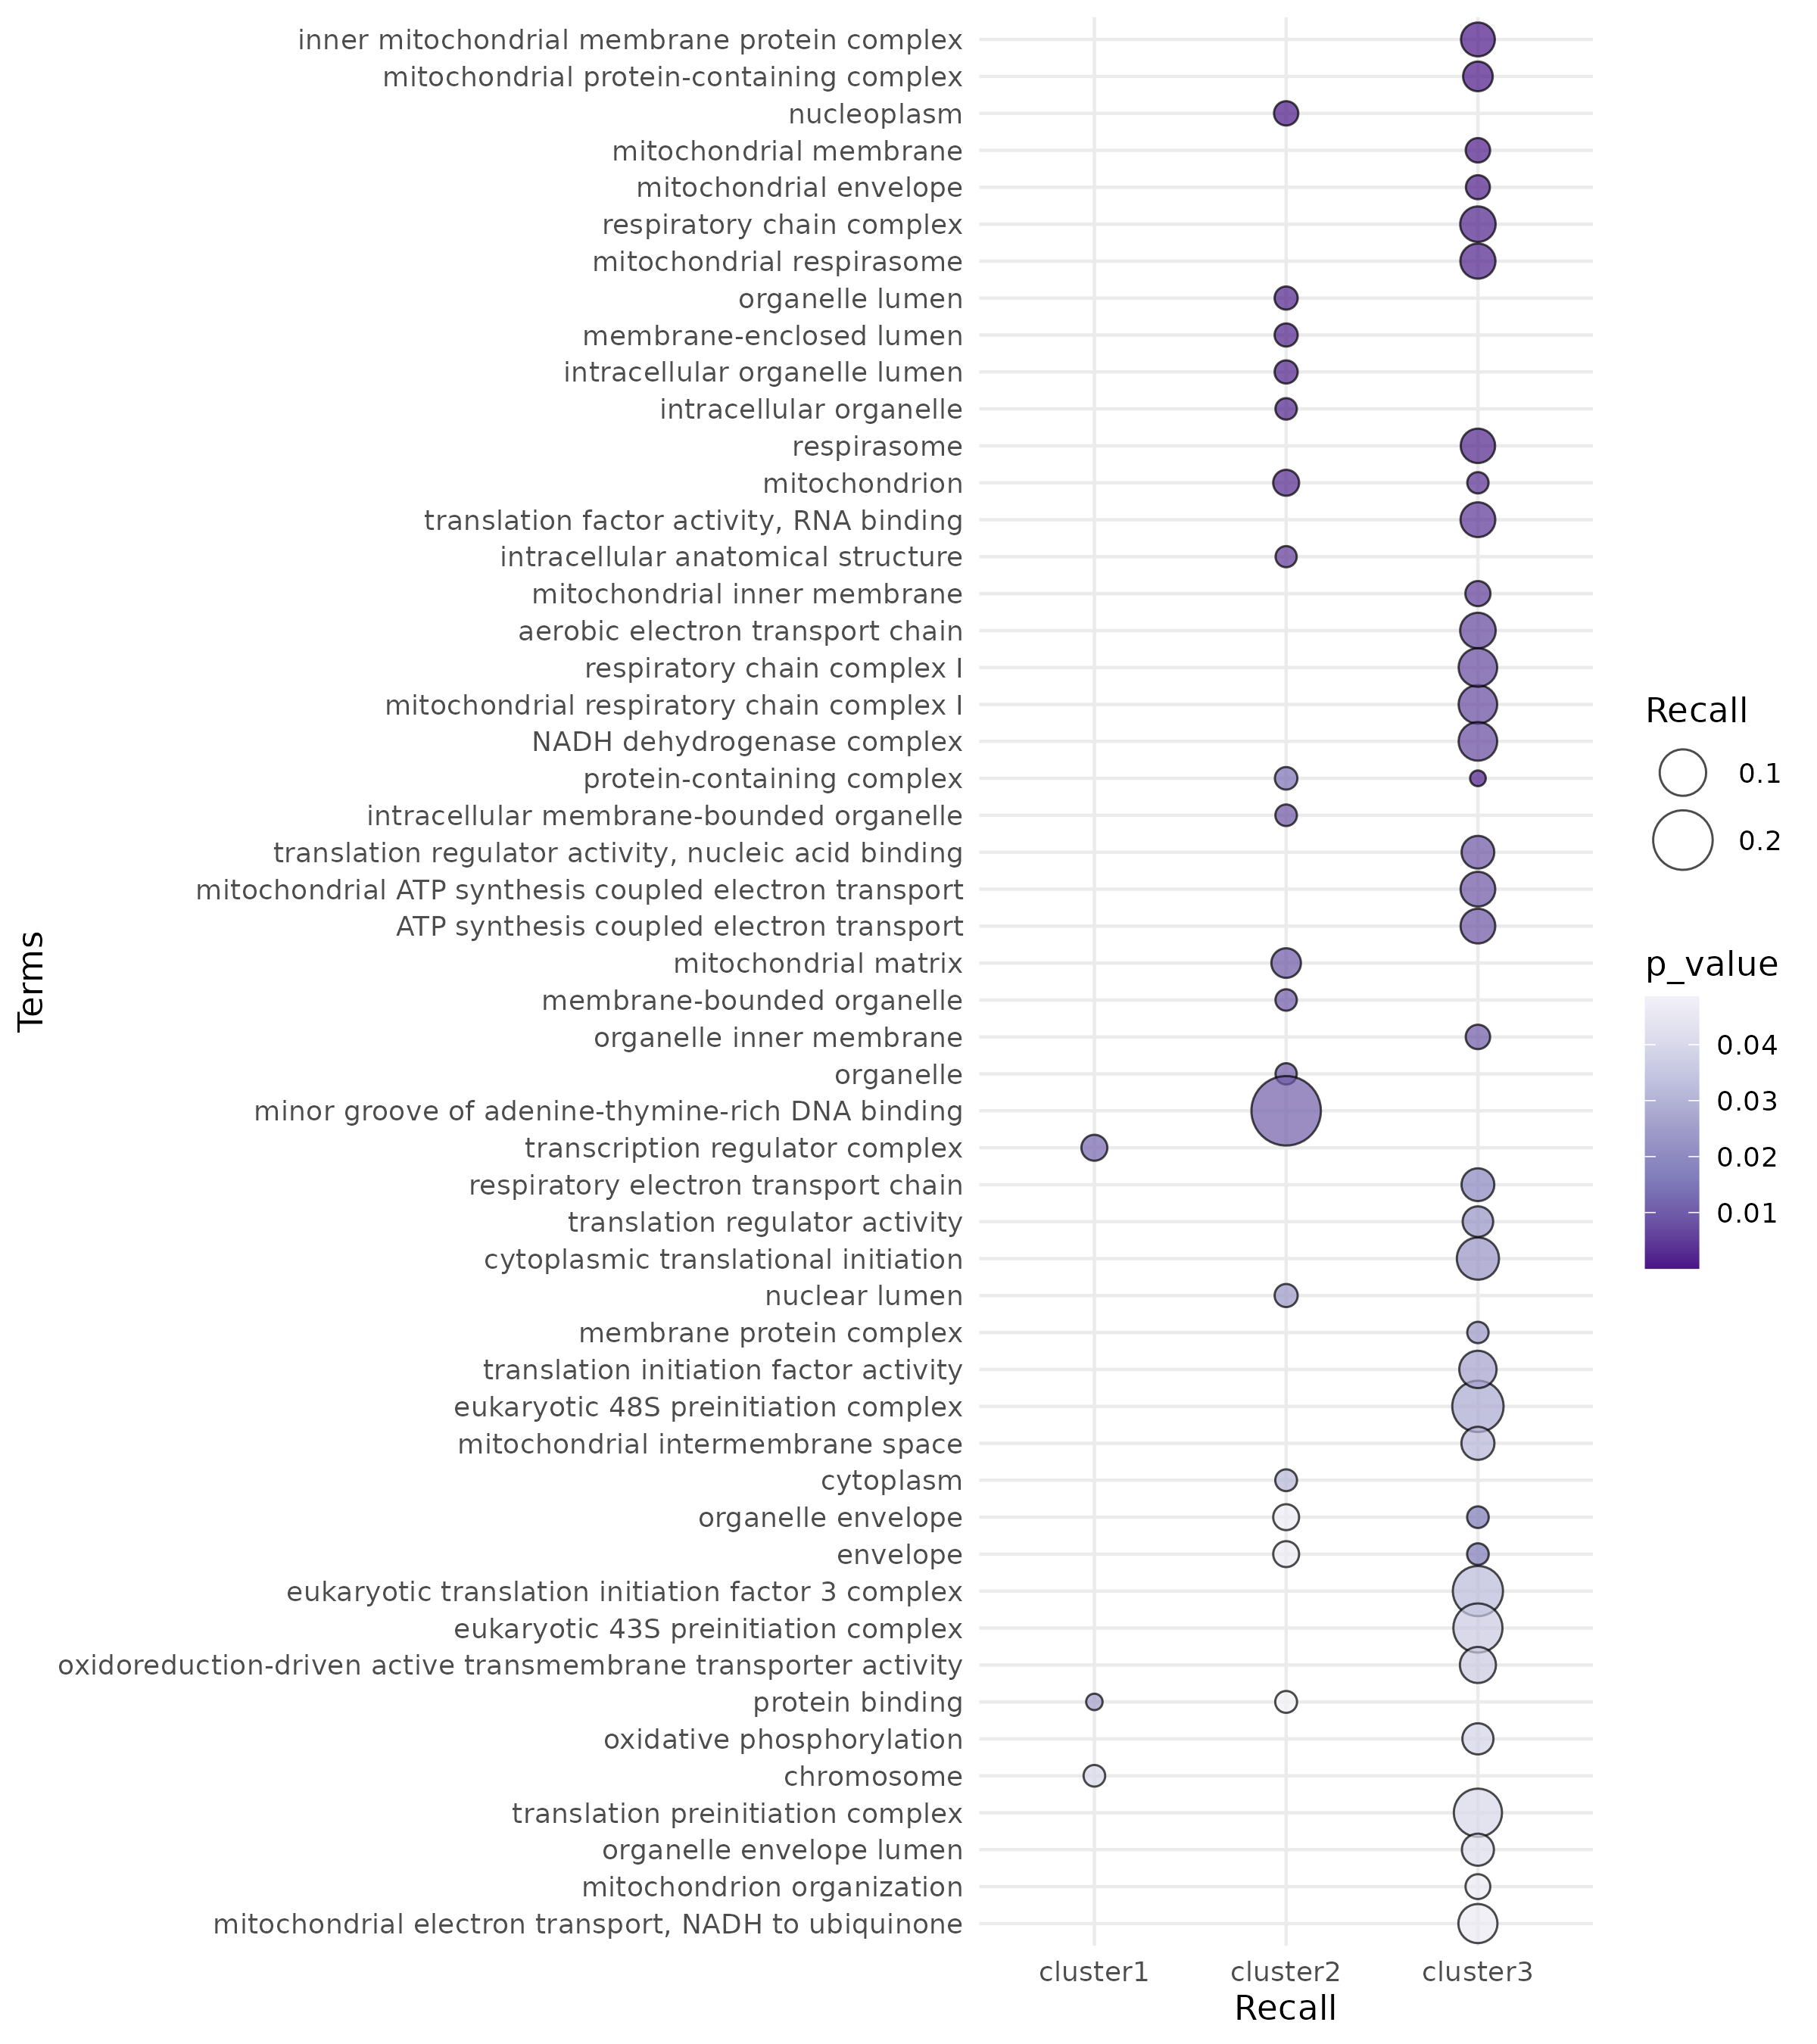 inner mitochondrial membrane protein complex
mitochondrial protein-containing complex
nucleoplasm
mitochondrial membrane
mitochondrial envelope
respiratory chain complex
mitochondrial respirasome
organelle lumen
membrane-enclosed lumen
intracellular organelle lumen
intracellular organelle
respirasome
mitochondrion
translation factor activity, RNA binding
intracellular anatomical structure
mitochondrial inner membrane
aerobic electron transport chain
respiratory chain complex I
mitochondrial respiratory chain complex I
NADH dehydrogenase complex
protein-containing complex
intracellular membrane-bounded organelle
translation regulator activity, nucleic acid binding
mitochondrial ATP synthesis coupled electron transport
ATP synthesis coupled electron transport
mitochondrial matrix
membrane-bounded organelle
organelle inner membrane
organelle
minor groove of adenine-thymine-rich DNA binding
transcription regulator complex
respiratory electron transport chain
translation regulator activity
cytoplasmic translational initiation
nuclear lumen
membrane protein complex
translation initiation factor activity
eukaryotic 48S preinitiation complex
mitochondrial intermembrane space
cytoplasm
organelle envelope
envelope
eukaryotic translation initiation factor 3 complex
eukaryotic 43S preinitiation complex
oxidoreduction-driven active transmembrane transporter activity
protein binding
oxidative phosphorylation
chromosome
translation preinitiation complex
organelle envelope lumen
mitochondrion organization
mitochondrial electron transport, NADH to ubiquinone
Terms
cluster1
cluster2
cluster3
Recall
Recall
0.1
0.2
p_value
0.04
0.03
0.02
0.01